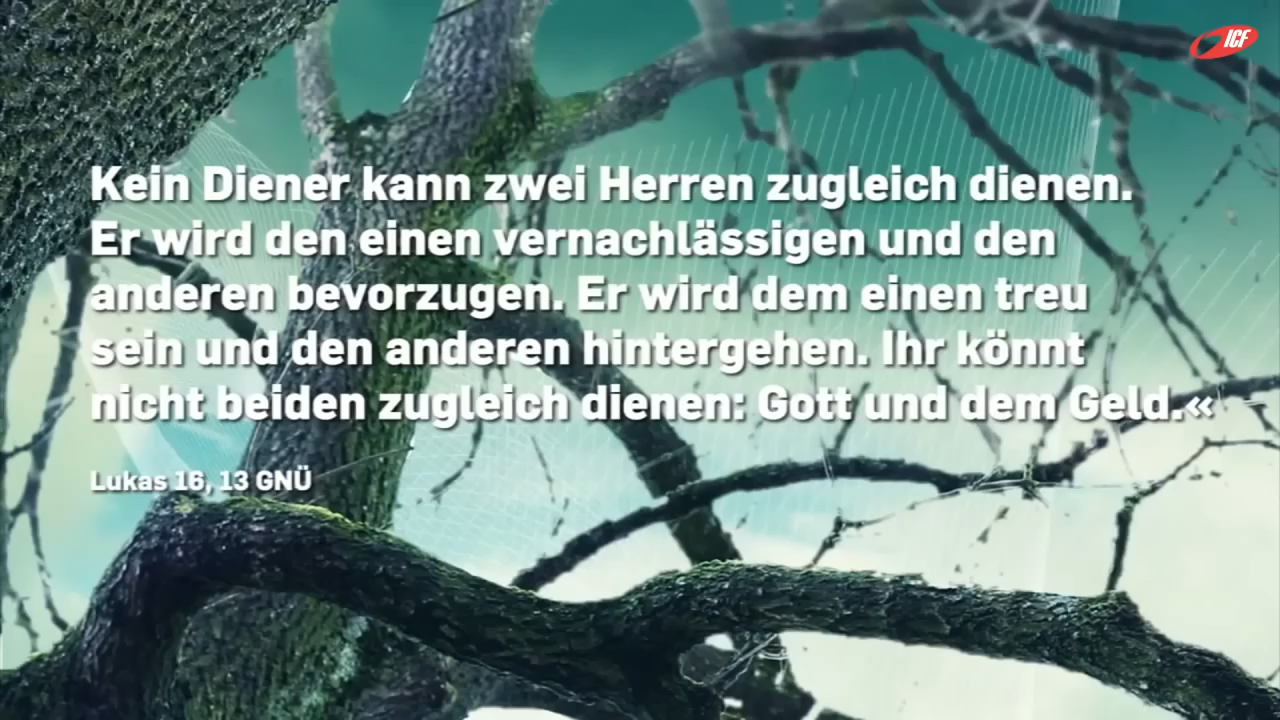 ICF
Kein Diener kann zwei Herren zugleich dienen.
Er wird den einen vernachlässigen und den
anderen bevorzugen. Er wird dem einen treu
sein und den anderen hintergehen. Ihr könnt
nicht beiden zugleich dienen: Gott und dem Geld.«
Lukas 16, 13 GNÜ